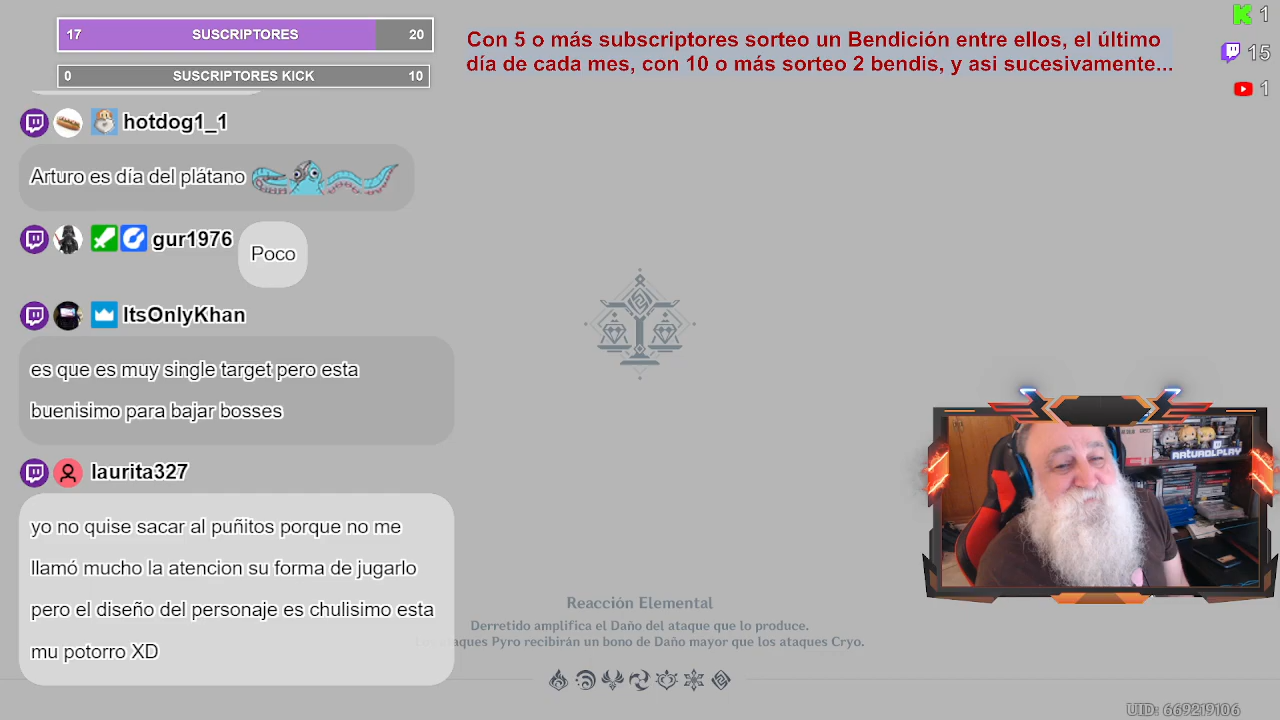 17 SUSCRIPTORES 20
0 SUSCRIPTORES KICK 10
Con 5 o más subscriptores sorteo un Bendición entre ellos, el último
día de cada mes, con 10 o más sorteo 2 bendis, y asi sucesivamente...
1
15
1
hotdog1_1
Arturo es día del plátano
gur1976
Poco
ItsOnlyKhan
es que es muy single target pero esta
buenisimo para bajar bosses
laurita327
yo no quise sacar al puñitos porque no me
llamó mucho la atencion su forma de jugarlo
pero el diseño del personaje es chulisimo esta
mu potorro XD
ARTUROLPLAY
Reacción Elemental
Derretido amplifica el Daño del ataque que lo produce.
Los ataques Pyro recibirán un bono de Daño mayor que los ataques Cryo.
UID: 669219106